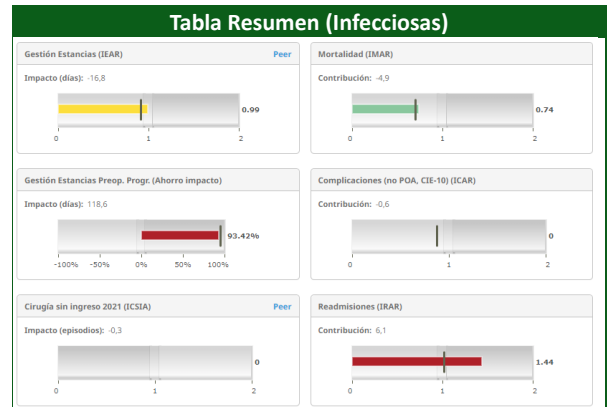 Tabla Resumen (Infecciosas)
Gestión Estancias (IEAR) Peer
Impacto (días): -16,8
0.99
0 1 2
Mortalidad (IMAR)
Contribución: -4,9
0.74
0 1 2
Gestión Estancias Preop. Progr. (Ahorro impacto)
Impacto (días): 118,6
93.42%
-100% -50% 0% 50% 100%
Complicaciones (no POA, CIE-10) (ICAR)
Contribución: -0,6
0
0 1 2
Cirugía sin ingreso 2021 (ICSIA) Peer
Impacto (episodios): -0,3
0
0 1 2
Readmisiones (IRAR)
Contribución: 6,1
1.44
0 1 2